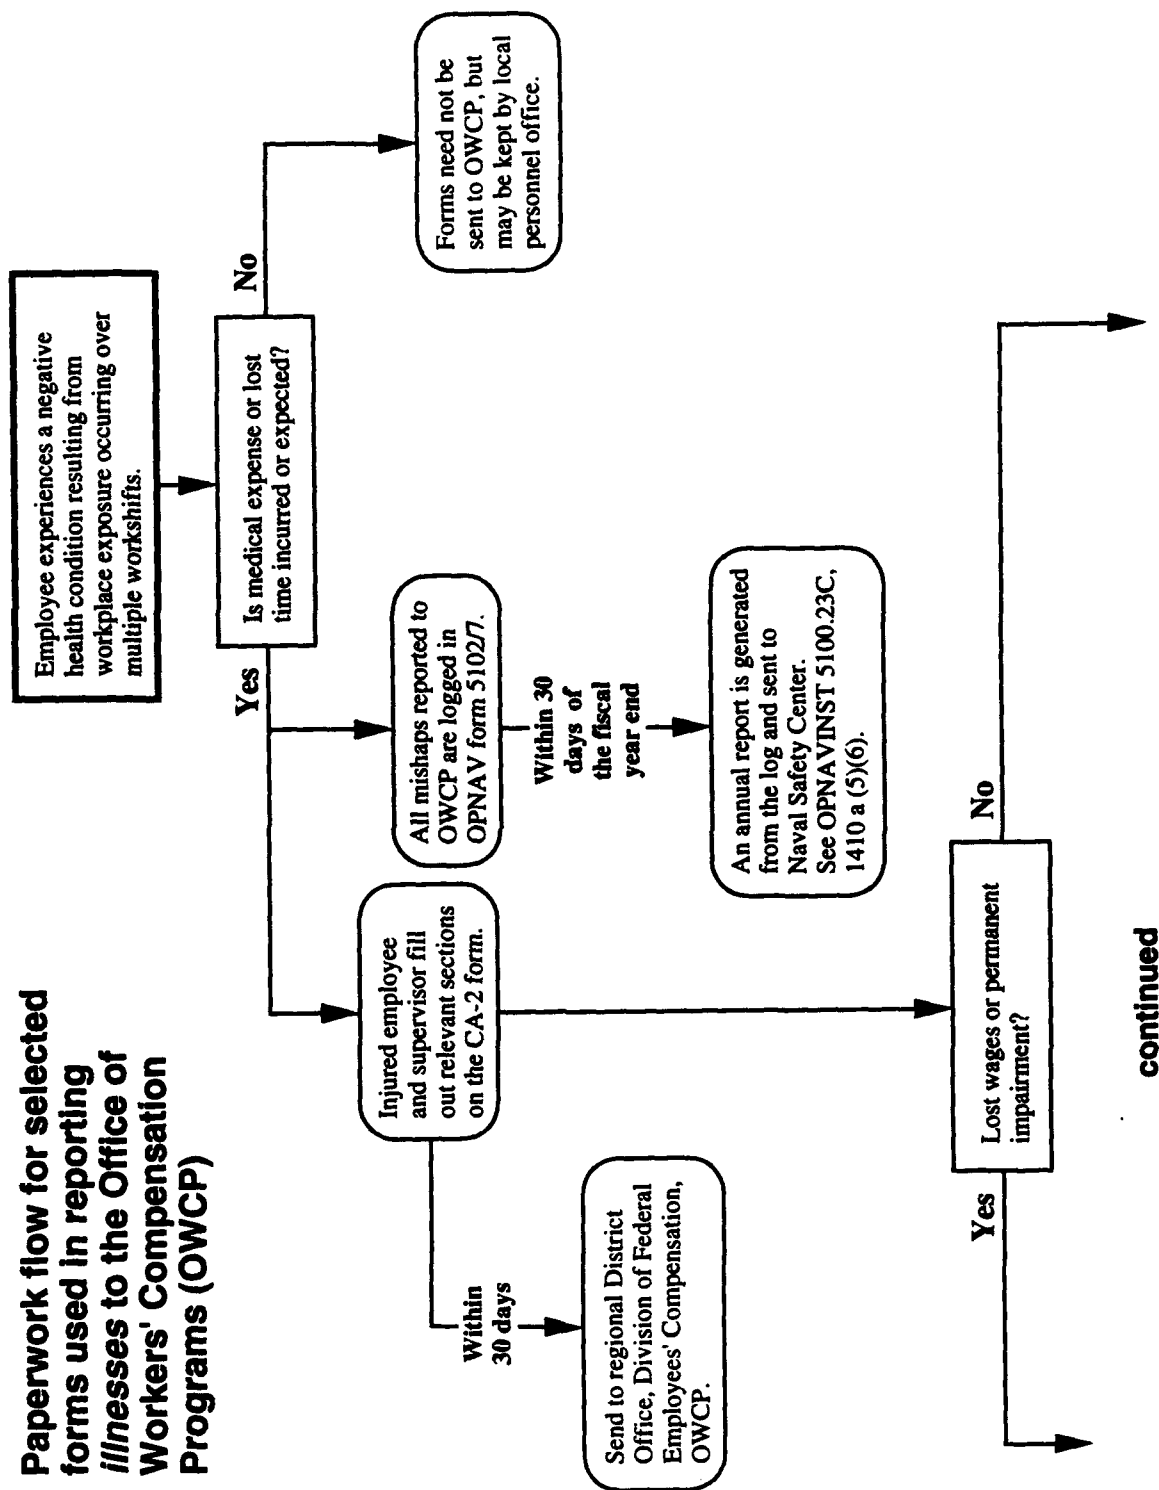 Paperwork flow for selected
forms used in reporting
illnesses to the Office of
Workers' Compensation
Programs (OWCP)
Employee experiences a negative
health condition resulting from
workplace exposure occurring over
multiple workshifts.
Is medical expense or lost
time incurred or expected?
Yes
No
Forms need not be
sent to OWCP, but
may be kept by local
personnel office.
Injured employee
and supervisor fill
out relevant sections
on the CA-2 form.
All mishaps reported to
OWCP are logged in
OPNAV form 5102/7.
Within
30 days
Within 30
days of
the fiscal
year end
Send to regional District
Office, Division of Federal
Employees' Compensation,
OWCP.
An annual report is generated
from the log and sent to
Naval Safety Center.
See OPNAVINST 5100.23C,
1410 a (5)(6).
Lost wages or permanent
impairment?
Yes
No
continued